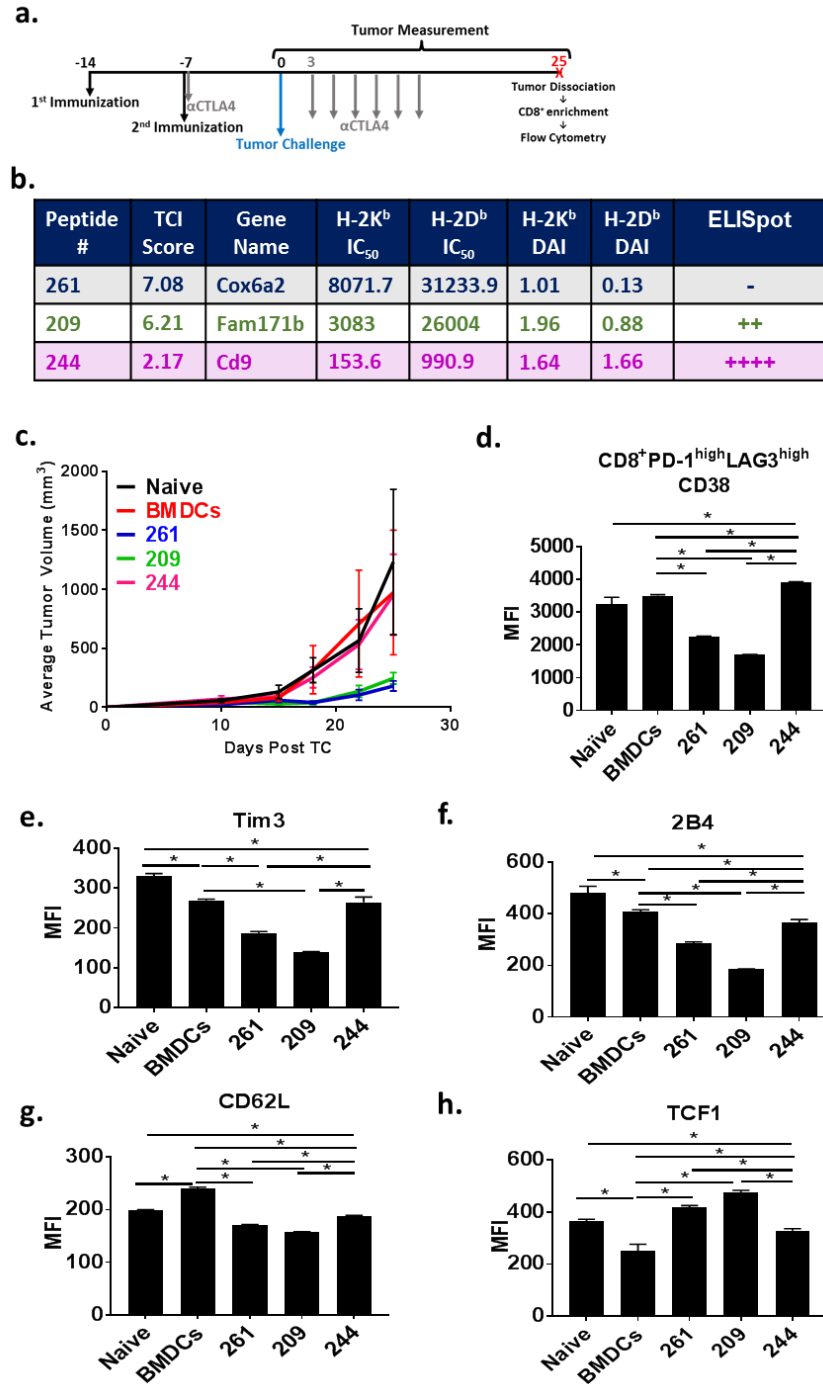 a.
Tumor Measurement
-14 -7 0 3 25
X
1st Immunization
αCTLA4
2nd Immunization
Tumor Challenge
αCTLA4
Tumor Dissociation
CD8+ enrichment
Flow Cytometry
b.
Peptide # TCI Score Gene Name H-2Kb IC50 H-2Db IC50 H-2Kb DAI H-2Db DAI ELISpot
261 7.08 Cox6a2 8071.7 31233.9 1.01 0.13 -
209 6.21 Fam171b 3083 26004 1.96 0.88 ++
244 2.17 Cd9 153.6 990.9 1.64 1.66 ++++
c.
Average Tumor Volume (mm3)
2000
1500
1000
500
0
Naive
BMDCs
261
209
244
0 10 20 30
Days Post TC
d.
CD8+PD-1highLAG3high
CD38
MFI
5000
4000
3000
2000
1000
0
*
*
*
* *
*
Naïve BMDCs 261 209 244
e.
Tim3
MFI
400
300
200
100
0
*
* * *
* *
Naive BMDCs 261 209 244
f.
2B4
MFI
600
400
200
0
*
*
* *
* * *
Naive BMDCs 261 209 244
g.
CD62L
MFI
300
200
100
0
*
*
*
* *
* *
Naive BMDCs 261 209 244
h.
TCF1
MFI
600
400
200
0
*
*
*
* *
* *
Naive BMDCs 261 209 244